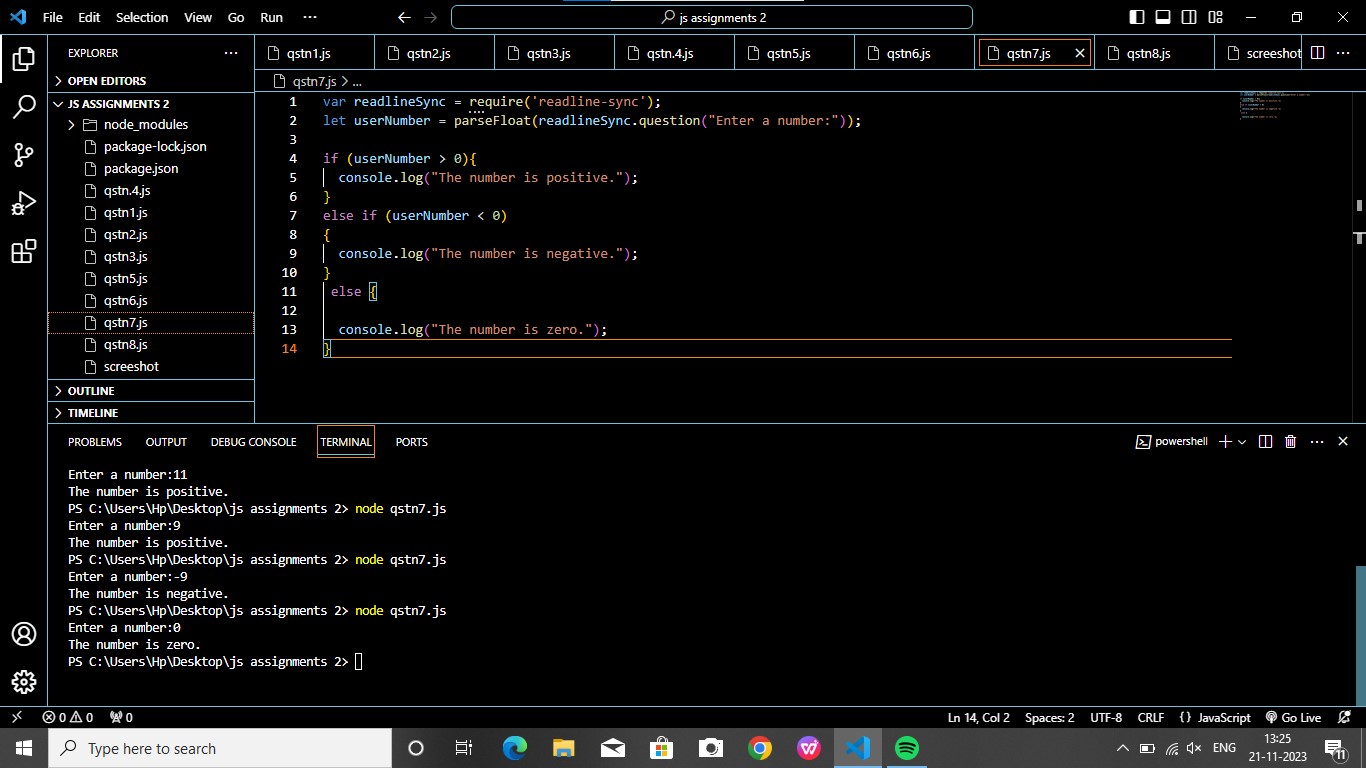 File Edit Selection View Go Run ··· js assignments 2
EXPLORER ···
qstn1.js qstn2.js qstn3.js qstn.4.js qstn5.js qstn6.js qstn7.js qstn8.js screeshot ···
OPEN EDITORS
JS ASSIGNMENTS 2
node_modules
package-lock.json
package.json
qstn.4.js
qstn1.js
qstn2.js
qstn3.js
qstn5.js
qstn6.js
qstn7.js
qstn8.js
screeshot
OUTLINE
TIMELINE
qstn7.js > ...
1 var readlineSync = require('readline-sync');
2 let userNumber = parseFloat(readlineSync.question("Enter a number:"));
3
4 if (userNumber > 0){
5 console.log("The number is positive.");
6 }
7 else if (userNumber < 0)
8 {
9 console.log("The number is negative.");
10 }
11 else {
12
13 console.log("The number is zero.");
14 }
PROBLEMS OUTPUT DEBUG CONSOLE TERMINAL PORTS powershell ···
Enter a number:11
The number is positive.
PS C:\Users\Hp\Desktop\js assignments 2> node qstn7.js
Enter a number:9
The number is positive.
PS C:\Users\Hp\Desktop\js assignments 2> node qstn7.js
Enter a number:-9
The number is negative.
PS C:\Users\Hp\Desktop\js assignments 2> node qstn7.js
Enter a number:0
The number is zero.
PS C:\Users\Hp\Desktop\js assignments 2>
0 0 0 Ln 14, Col 2 Spaces: 2 UTF-8 CRLF {} JavaScript Go Live
Type here to search ENG 13:25
21-11-2023 11